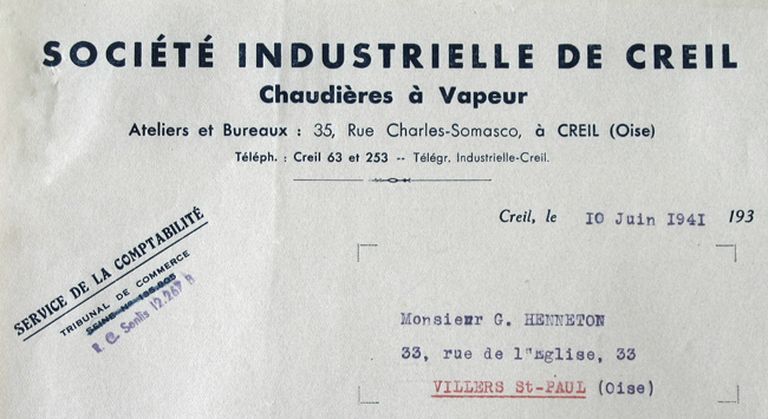 SOCIÉTÉ INDUSTRIELLE DE CREIL
Chaudières à Vapeur
Ateliers et Bureaux : 35, Rue Charles-Somasco, à CREIL (Oise)
Téléph. : Creil 63 et 253 -- Télégr. Industrielle-Creil.
Creil, le 10 Juin 1941 193
SERVICE DE LA COMPTABILITÉ
TRIBUNAL DE COMMERCE
SEINE No
R. C. Senlis 12.267 B
Monsieur G. HENNETON
33, rue de l'Eglise, 33
VILLERS St-PAUL (Oise)